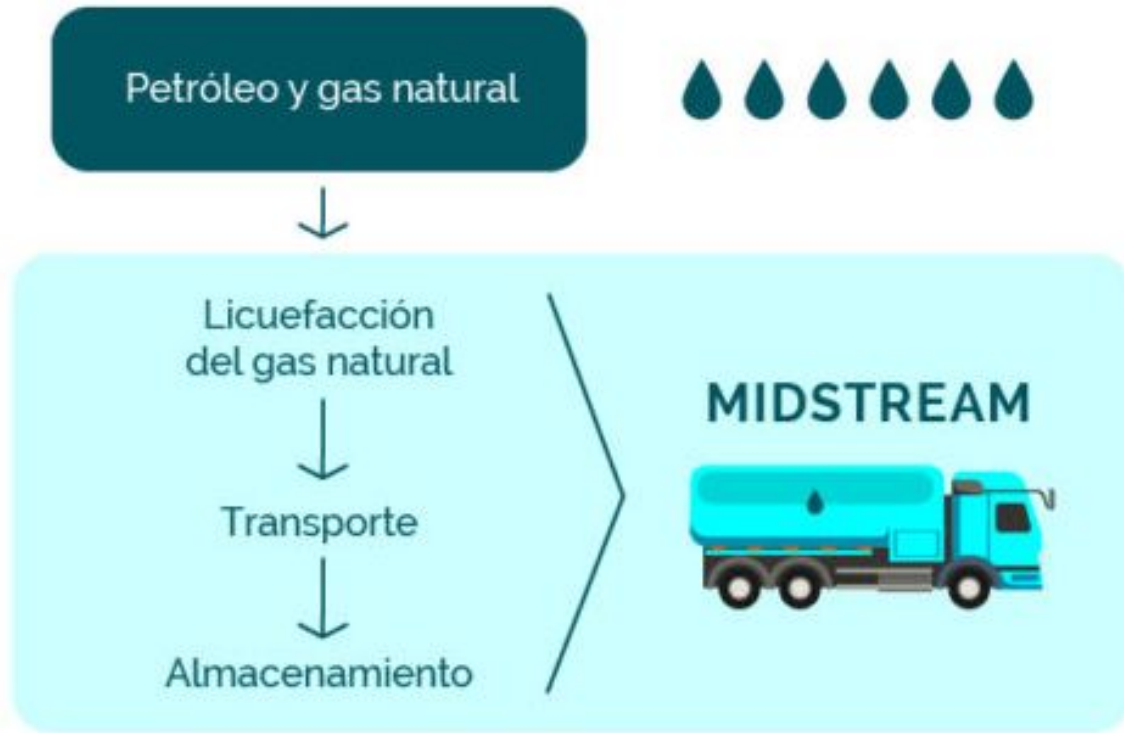 Petróleo y gas natural
Licuefacción
del gas natural
MIDSTREAM
Transporte
Almacenamiento